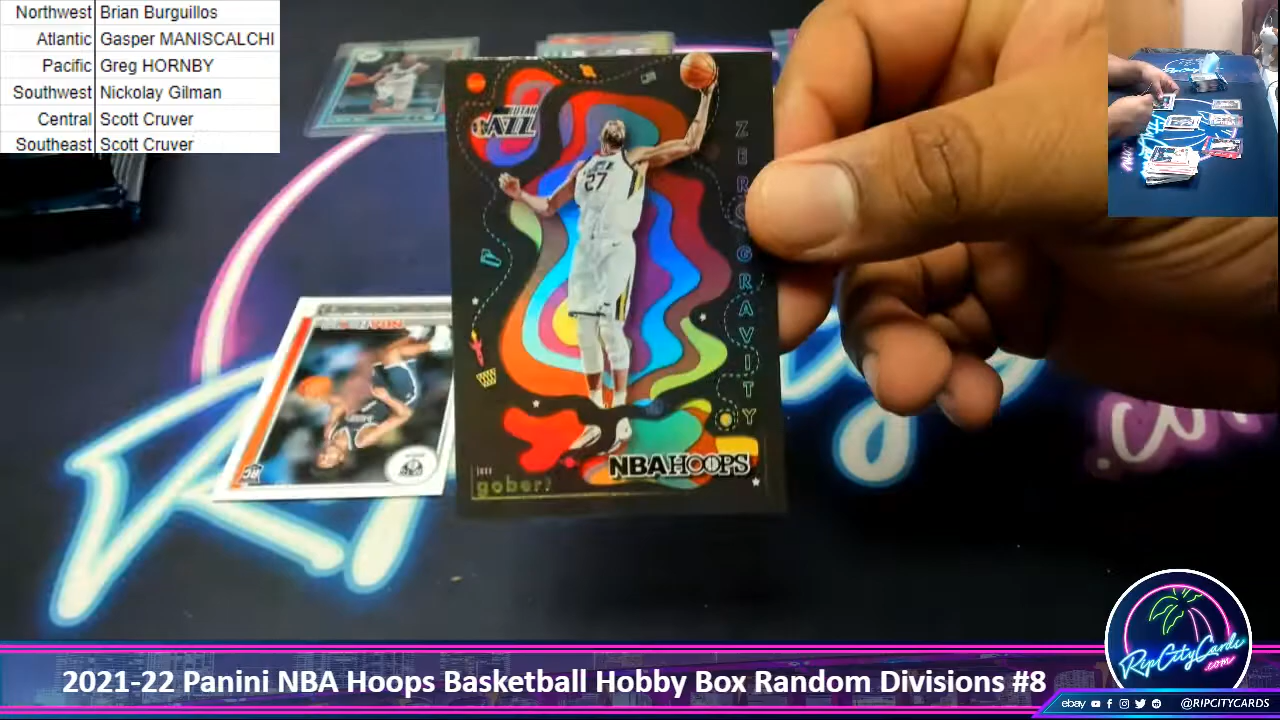 Northwest Brian Burguillos
Atlantic Gasper MANISCALCHI
Pacific Greg HORNBY
Southwest Nickolay Gilman
Central Scott Cruver
Southeast Scott Cruver
JAZZ
27
ZERO GRAVITY
NBA HOOPS
gobert
RC
RipCityCards
.com
2021-22 Panini NBA Hoops Basketball Hobby Box Random Divisions #8
ebay @RIPCITYCARDS